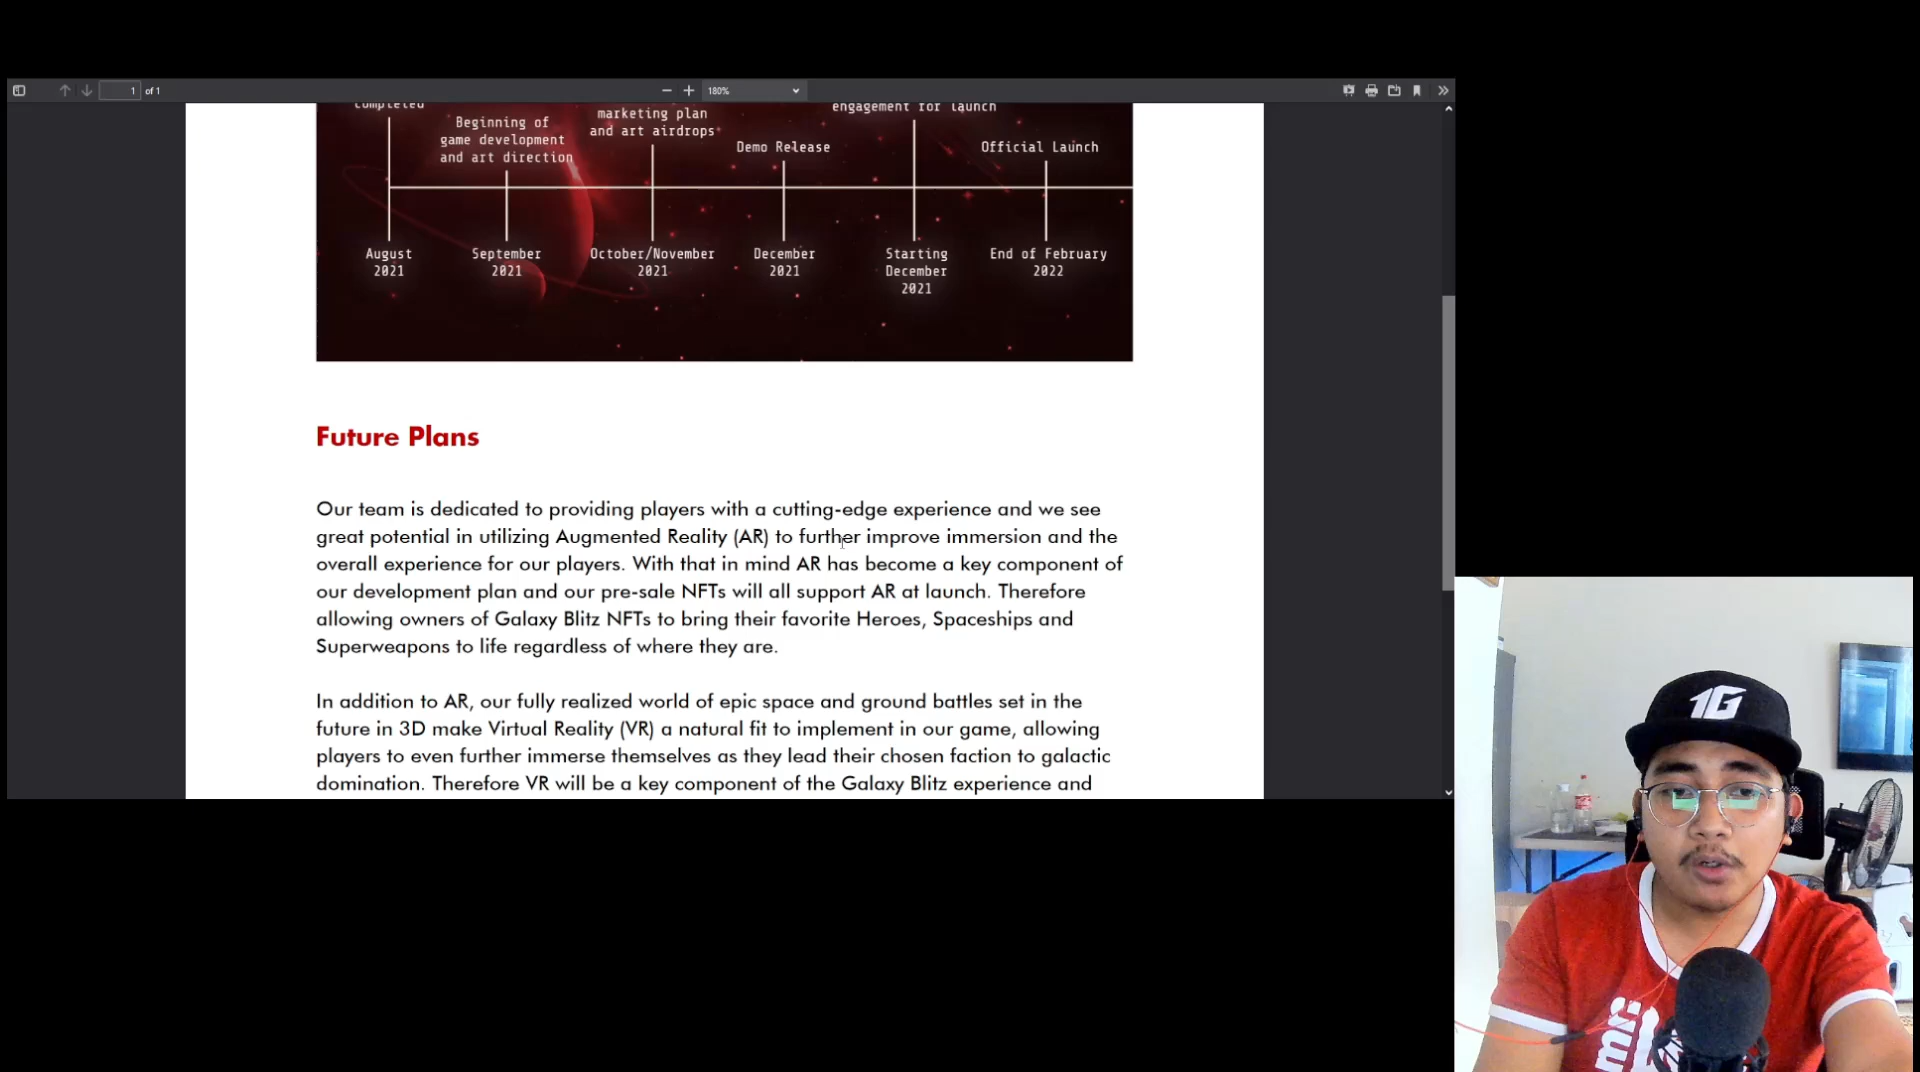 1 of 1
180%
completed
Beginning of
game development
and art direction
marketing plan
and art airdrops
Demo Release
engagement for launch
Official Launch
August
2021
September
2021
October/November
2021
December
2021
Starting
December
2021
End of February
2022
Future Plans
Our team is dedicated to providing players with a cutting-edge experience and we see
great potential in utilizing Augmented Reality (AR) to further improve immersion and the
overall experience for our players. With that in mind AR has become a key component of
our development plan and our pre-sale NFTs will all support AR at launch. Therefore
allowing owners of Galaxy Blitz NFTs to bring their favorite Heroes, Spaceships and
Superweapons to life regardless of where they are.
In addition to AR, our fully realized world of epic space and ground battles set in the
future in 3D make Virtual Reality (VR) a natural fit to implement in our game, allowing
players to even further immerse themselves as they lead their chosen faction to galactic
domination. Therefore VR will be a key component of the Galaxy Blitz experience and
1G
mr.